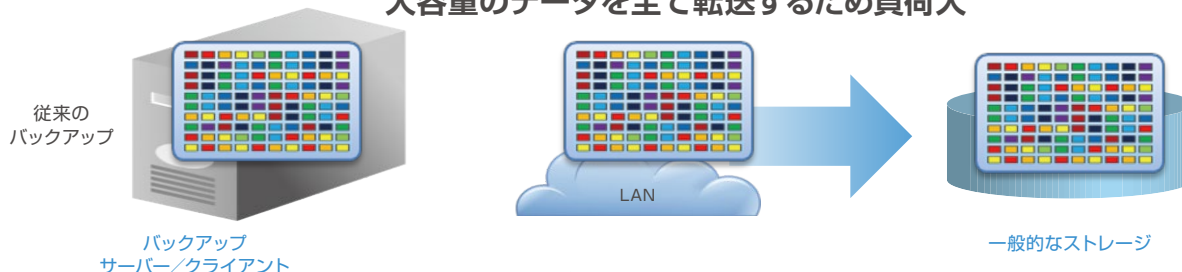 大容量のデータを全て転送するため負荷大
従来の
バックアップ
LAN
バックアップ
サーバー／クライアント
一般的なストレージ